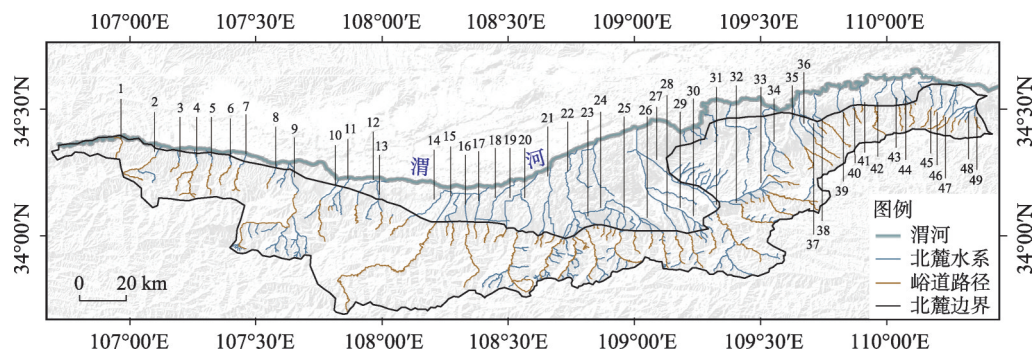 107°00′E 107°30′E 108°00′E 108°30′E 109°00′E 109°30′E 110°00′E
34°30′N
34°00′N
1 2 3 4 5 6 7 8 9 10 11 12 13 14 15 16 17 18 19 20 21 22 23 24 25 26 27 28 29 30 31 32 33 34 35 36
渭 河
37 38 39 40 41 42 43 44 45 46 47 48 49
34°30′N
34°00′N
图例
渭河
北麓水系
峪道路径
北麓边界
0 20 km
107°00′E 107°30′E 108°00′E 108°30′E 109°00′E 109°30′E 110°00′E